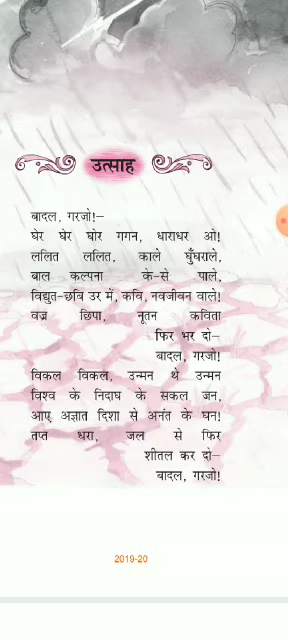 उत्साह
बादल, गरजो!–
घेर घेर घोर गगन, धाराधर ओ!
ललित ललित, काले घुँघराले,
बाल कल्पना के-से पाले,
विद्युत-छबि उर में, कवि, नवजीवन वाले!
वज्र छिपा, नूतन कविता
फिर भर दो–
बादल, गरजो!
विकल विकल, उन्मन थे उन्मन
विश्व के निदाघ के सकल जन,
आए अज्ञात दिशा से अनंत के घन!
तप्त धरा, जल से फिर
शीतल कर दो–
बादल, गरजो!
2019-20